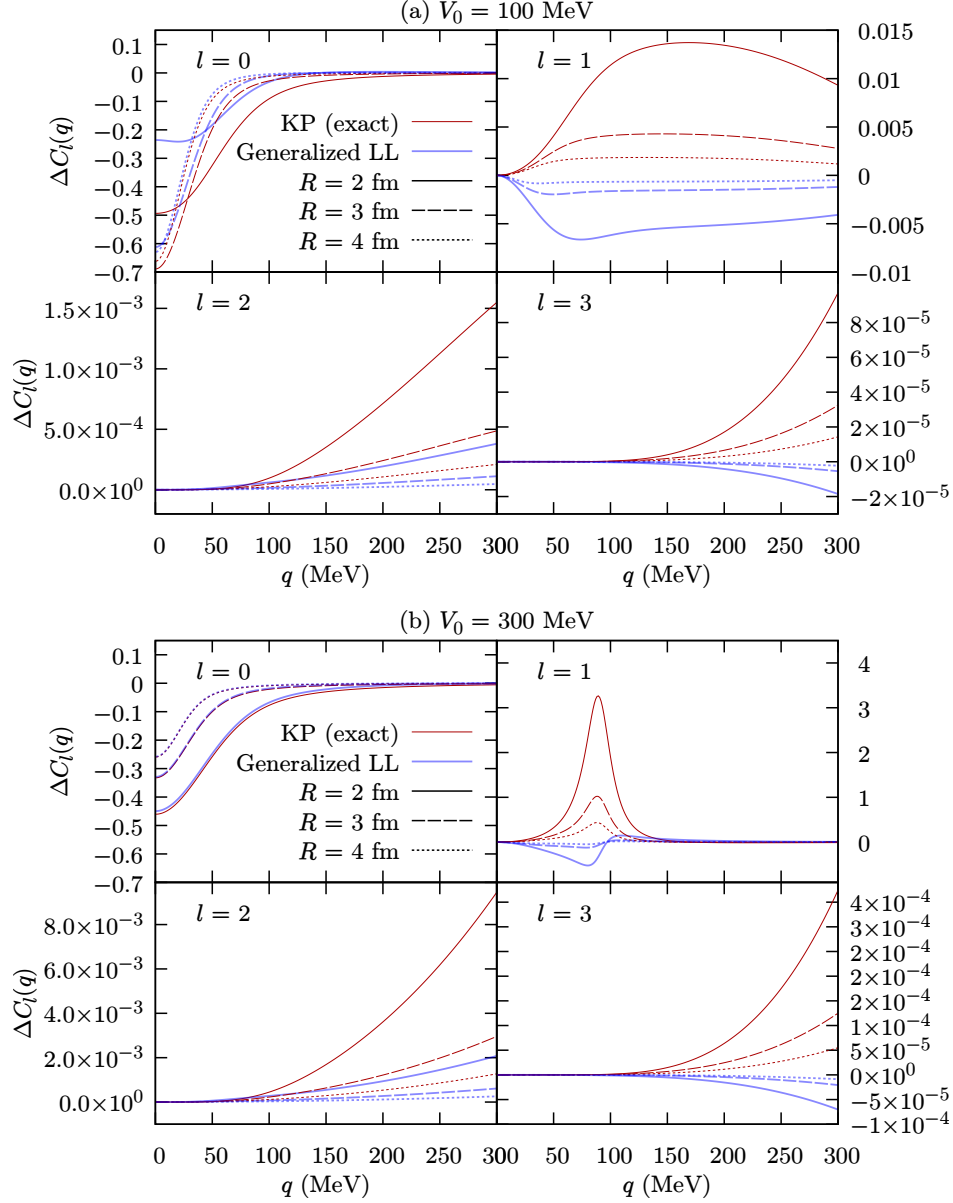 (a) V₀ = 100 MeV
0.1
0
−0.1
−0.2
−0.3
−0.4
−0.5
−0.6
−0.7
ΔCₗ(q)
l = 0
KP (exact)
Generalized LL
R = 2 fm
R = 3 fm
R = 4 fm
l = 1
0.015
0.01
0.005
0
−0.005
−0.01
1.5×10⁻³
1.0×10⁻³
5.0×10⁻⁴
0.0×10⁰
ΔCₗ(q)
l = 2
l = 3
8×10⁻⁵
6×10⁻⁵
4×10⁻⁵
2×10⁻⁵
0×10⁰
−2×10⁻⁵
0 50 100 150 200 250 300 50 100 150 200 250 300
q (MeV) q (MeV)
(b) V₀ = 300 MeV
0.1
0
−0.1
−0.2
−0.3
−0.4
−0.5
−0.6
−0.7
ΔCₗ(q)
l = 0
KP (exact)
Generalized LL
R = 2 fm
R = 3 fm
R = 4 fm
l = 1
4
3
2
1
0
8.0×10⁻³
6.0×10⁻³
4.0×10⁻³
2.0×10⁻³
0.0×10⁰
ΔCₗ(q)
l = 2
l = 3
4×10⁻⁴
3×10⁻⁴
3×10⁻⁴
2×10⁻⁴
2×10⁻⁴
1×10⁻⁴
5×10⁻⁵
0×10⁰
−5×10⁻⁵
−1×10⁻⁴
0 50 100 150 200 250 300 50 100 150 200 250 300
q (MeV) q (MeV)